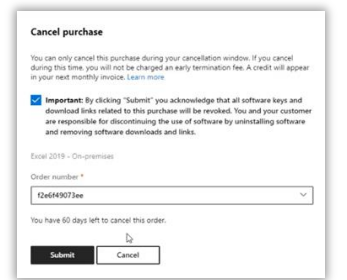 Cancel purchase
You can only cancel this purchase during your cancellation window. If you cancel
during this time, you will not be charged an early termination fee. A credit will appear
in your next monthly invoice. Learn more
Important: By clicking "Submit" you acknowledge that all software keys and
download links related to this purchase will be revoked. You and your customer
are responsible for discontinuing the use of software by uninstalling software
and removing software downloads and links.
Excel 2019 - On-premises
Order number *
f2e6f49073ee
You have 60 days left to cancel this order.
Submit
Cancel